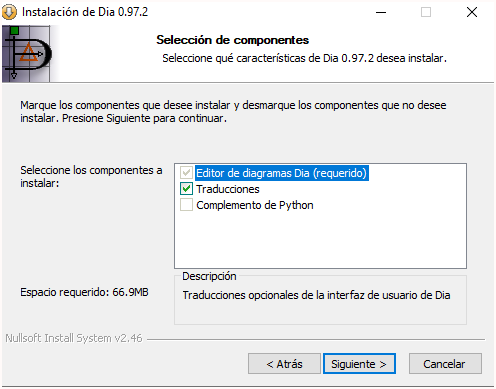 Instalación de Dia 0.97.2
Selección de componentes
Seleccione qué características de Dia 0.97.2 desea instalar.
Marque los componentes que desee instalar y desmarque los componentes que no desee
instalar. Presione Siguiente para continuar.
Seleccione los componentes a
instalar:
Editor de diagramas Dia (requerido)
Traducciones
Complemento de Python
Espacio requerido: 66.9MB
Descripción
Traducciones opcionales de la interfaz de usuario de Dia
Nullsoft Install System v2.46
< Atrás
Siguiente >
Cancelar